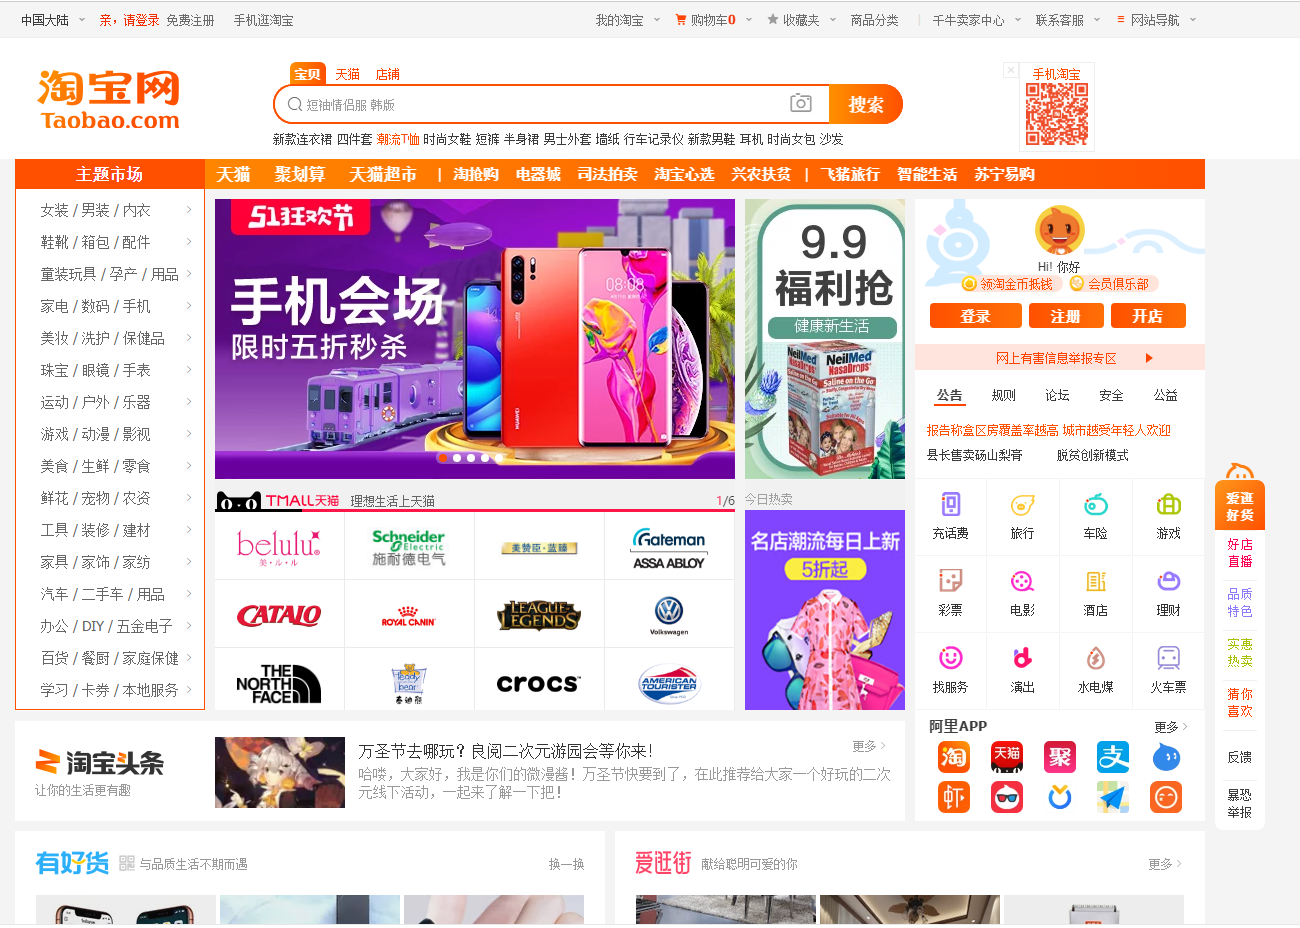 中国大陆 亲，请登录 免费注册 手机逛淘宝 我的淘宝 购物车0 收藏夹 商品分类 千牛卖家中心 联系客服 网站导航
淘宝网
Taobao.com
宝贝 天猫 店铺
短袖情侣服 韩版
搜索
新款连衣裙 四件套 潮流T恤 时尚女鞋 短裤 半身裙 男士外套 墙纸 行车记录仪 新款男鞋 耳机 时尚女包 沙发
手机淘宝
主题市场 天猫 聚划算 天猫超市 | 淘抢购 电器城 司法拍卖 淘宝心选 兴农扶贫 | 飞猪旅行 智能生活 苏宁易购
女装 / 男装 / 内衣
鞋靴 / 箱包 / 配件
童装玩具 / 孕产 / 用品
家电 / 数码 / 手机
美妆 / 洗护 / 保健品
珠宝 / 眼镜 / 手表
运动 / 户外 / 乐器
游戏 / 动漫 / 影视
美食 / 生鲜 / 零食
鲜花 / 宠物 / 农资
工具 / 装修 / 建材
家具 / 家饰 / 家纺
汽车 / 二手车 / 用品
办公 / DIY / 五金电子
百货 / 餐厨 / 家庭保健
学习 / 卡券 / 本地服务
51狂欢节
手机会场
限时五折秒杀
08:08
HUAWEI
9.9
福利抢
健康新生活
NeilMed
NasaDrops
Saline on the Go
NeilMed
NasaDrops
Saline on the Go
Hi! 你好
领淘金币抵钱 会员俱乐部
登录 注册 开店
网上有害信息举报专区
公告 规则 论坛 安全 公益
报告称盒区房覆盖率越高 城市越受年轻人欢迎
县长售卖砀山梨膏 脱贫创新模式
充话费 旅行 车险 游戏
彩票 电影 酒店 理财
找服务 演出 水电煤 火车票
阿里APP 更多
淘 天猫 聚 支
虾
TMALL天猫 理想生活上天猫 1/6
belulu
美·ル·ル
Schneider
Electric
施耐德电气
美赞臣·蓝臻
Gateman
ASSA ABLOY
CATALO
ROYAL CANIN
LEAGUE OF
LEGENDS
Volkswagen
THE
NORTH
FACE
teddy
bear
泰迪熊
crocs
AMERICAN
TOURISTER
今日热卖
名店潮流每日上新
5折起
淘宝头条
让你的生活更有趣
万圣节去哪玩？良阅二次元游园会等你来！
更多
哈喽，大家好，我是你们的微漫酱！万圣节快要到了，在此推荐给大家一个好玩的二次
元线下活动，一起来了解一下把！
有好货 与品质生活不期而遇 换一换
爱逛街 献给聪明可爱的你 更多
爱逛
好货
好店
直播
品质
特色
实惠
热卖
猜你
喜欢
反馈
暴恐
举报